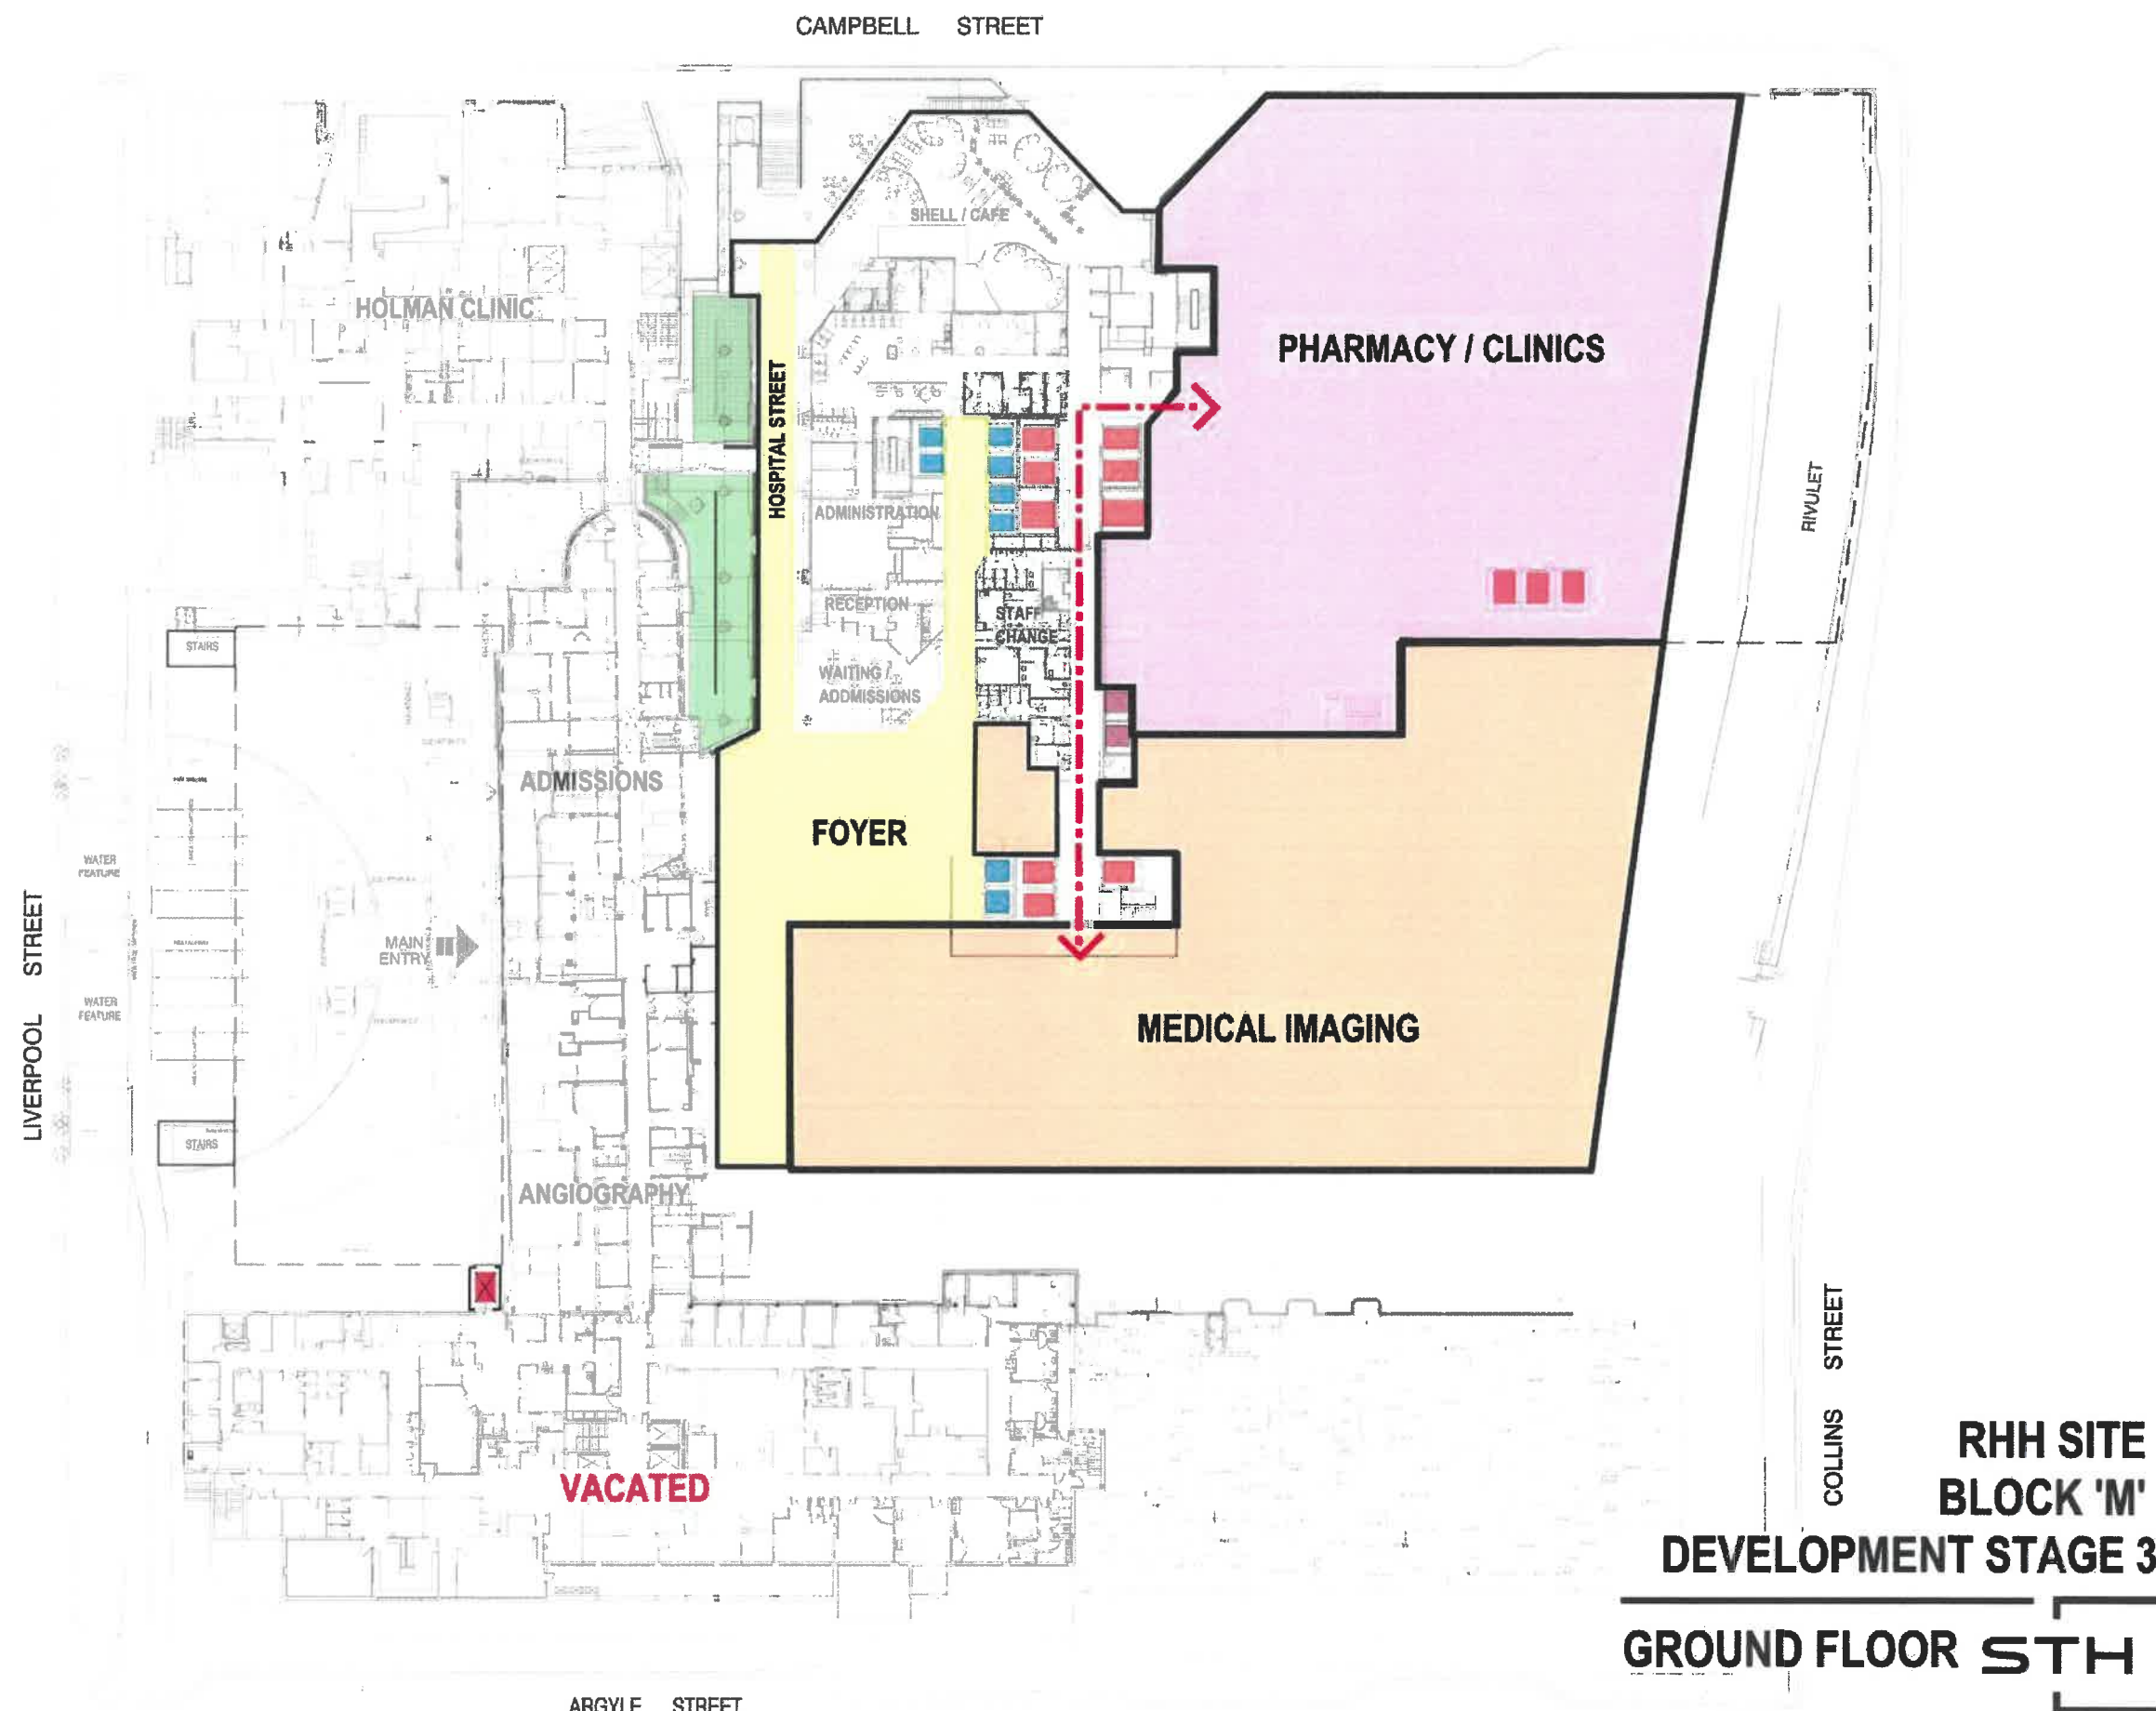 CAMPBELL STREET
SHELL / CAFE
HOLMAN CLINIC
PHARMACY / CLINICS
HOSPITAL STREET
RIVULET
ADMINISTRATION
RECEPTION
STAFF
CHANGE
STAIRS
WAITING /
ADDMISSIONS
ADMISSIONS
FOYER
WATER
FEATURE
LIVERPOOL STREET
MAIN
ENTRY
WATER
FEATURE
MEDICAL IMAGING
STAIRS
ANGIOGRAPHY
COLLINS STREET
VACATED
RHH SITE
BLOCK 'M'
DEVELOPMENT STAGE 3
GROUND FLOOR STH
ARGYLE STREET